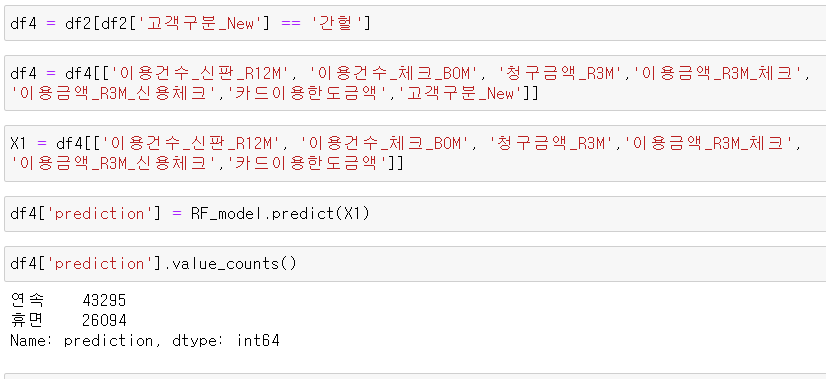 df4 = df2[df2['고객구분_New'] == '간헐']
df4 = df4[['이용건수_신판_R12M', '이용건수_체크_BOM', '청구금액_R3M','이용금액_R3M_체크',
'이용금액_R3M_신용체크','카드이용한도금액','고객구분_New']]
X1 = df4[['이용건수_신판_R12M', '이용건수_체크_BOM', '청구금액_R3M','이용금액_R3M_체크',
'이용금액_R3M_신용체크','카드이용한도금액']]
df4['prediction'] = RF_model.predict(X1)
df4['prediction'].value_counts()
연속    43295
휴면    26094
Name: prediction, dtype: int64